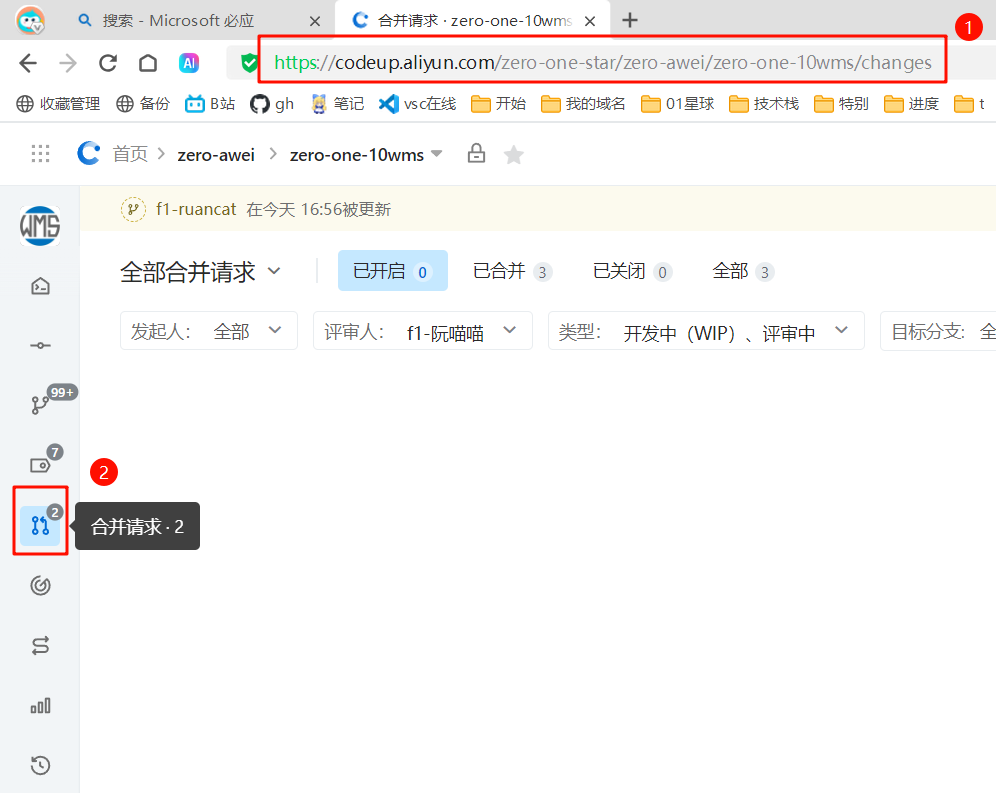 搜索 - Microsoft 必应
合并请求 · zero-one-10wms
1
AI
https://codeup.aliyun.com/zero-one-star/zero-awei/zero-one-10wms/changes
收藏管理 备份 B站 gh 笔记 vsc在线 开始 我的域名 01星球 技术栈 特别 进度 t
首页 zero-awei zero-one-10wms
WMS
f1-ruancat 在今天 16:56被更新
全部合并请求 已开启 0 已合并 3 已关闭 0 全部 3
发起人： 全部 评审人： f1-阮喵喵 类型： 开发中（WIP）、评审中 目标分支： 全
99+
7
2
2
合并请求 · 2